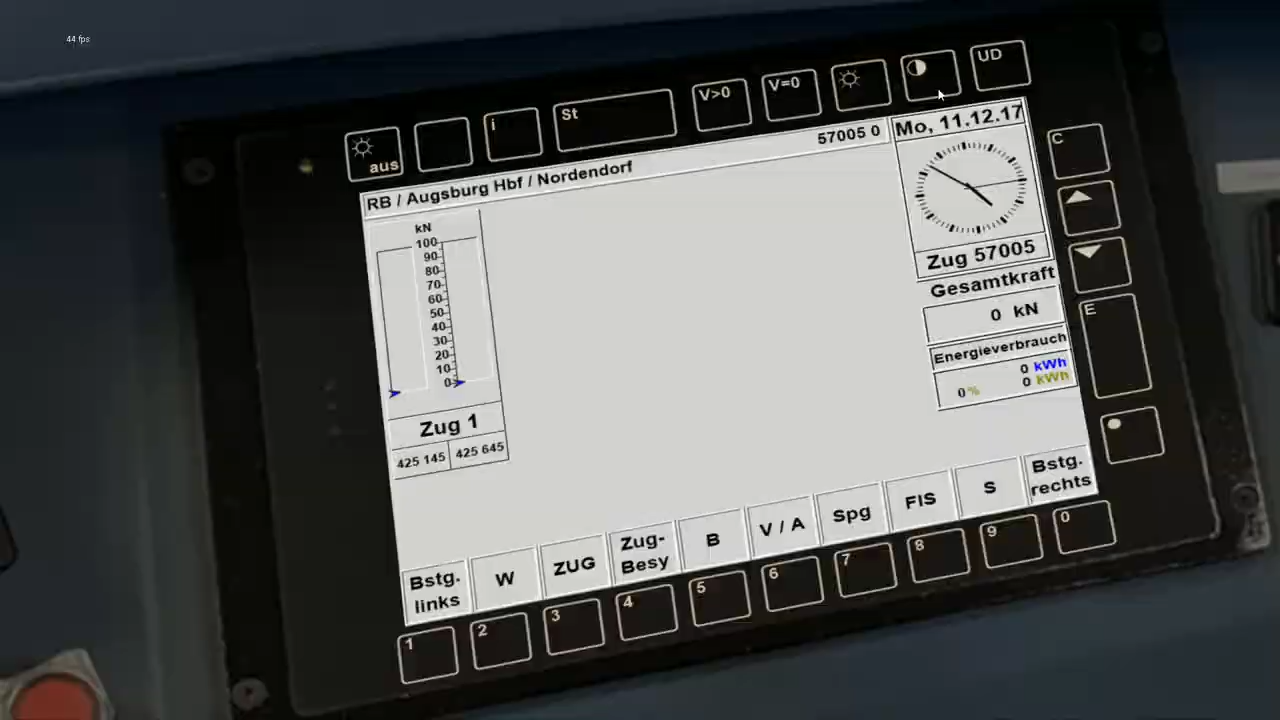 44 fps
aus
i
St
V>0
V=0
UD
RB / Augsburg Hbf / Nordendorf
57005 0
Mo, 11.12.17
kN
100
90
80
70
60
50
40
30
20
10
0
Zug 1
425 145
425 645
Zug 57005
Gesamtkraft
0 kN
Energieverbrauch
0 kWh
0% 0 kWh
C
E
Bstg. links
W
ZUG
Zug-
Besy
B
V / A
Spg
FIS
S
Bstg.
rechts
1
2
3
4
5
6
7
8
9
0